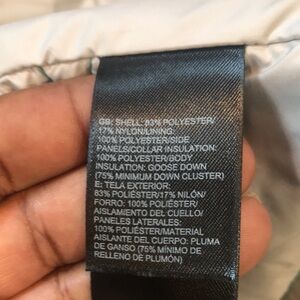 GB: SHELL: 83% POLYESTER/
17% NYLON/LINING:
100% POLYESTER/SIDE
PANELS/COLLAR INSULATION:
100% POLYESTER/BODY
INSULATION: GOOSE DOWN
(75% MINIMUM DOWN CLUSTER)
E: TELA EXTERIOR:
83% POLIÉSTER/17% NILÓN/
FORRO: 100% POLIÉSTER/
AISLAMIENTO DEL CUELLO/
PANELES LATERALES:
100% POLIÉSTER/MATERIAL
AISLANTE DEL CUERPO: PLUMA
DE GANSO (75% MÍNIMO DE
RELLENO DE PLUMÓN)